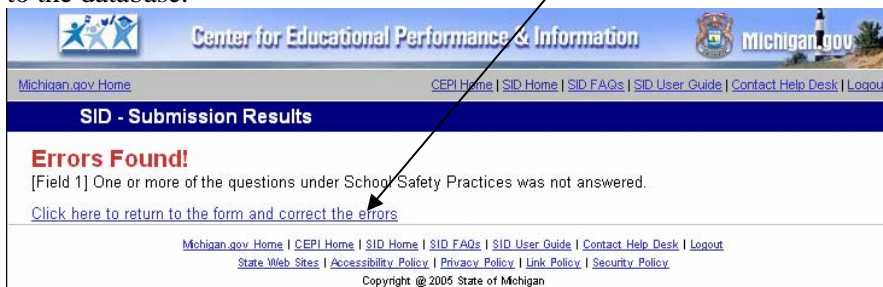 to the database.
Center for Educational Performance & Information
Michigan.gov
Michigan.gov Home
CEPI Home | SID Home | SID FAQs | SID User Guide | Contact Help Desk | Logou
SID - Submission Results
Errors Found!
[Field 1] One or more of the questions under School Safety Practices was not answered.
Click here to return to the form and correct the errors
Michigan.gov Home | CEPI Home | SID Home | SID FAQs | SID User Guide | Contact Help Desk | Logout
State Web Sites | Accessibility Policy | Privacy Policy | Link Policy | Security Policy
Copyright @ 2005 State of Michigan